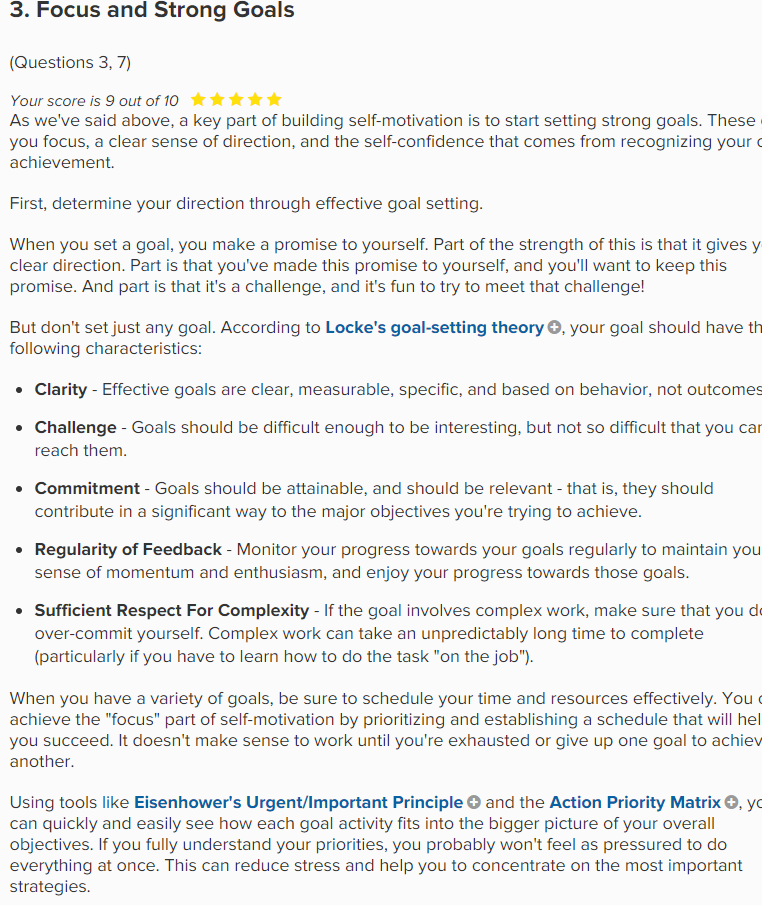 3. Focus and Strong Goals
(Questions 3, 7)
Your score is 9 out of 10
As we've said above, a key part of building self-motivation is to start setting strong goals. These
you focus, a clear sense of direction, and the self-confidence that comes from recognizing your
achievement.
First, determine your direction through effective goal setting.
When you set a goal, you make a promise to yourself. Part of the strength of this is that it gives
clear direction. Part is that you've made this promise to yourself, and you'll want to keep this
promise. And part is that it's a challenge, and it's fun to try to meet that challenge!
But don't set just any goal. According to Locke's goal-setting theory, your goal should have
following characteristics:
• Clarity - Effective goals are clear, measurable, specific, and based on behavior, not outcomes
• Challenge - Goals should be difficult enough to be interesting, but not so difficult that you
reach them.
• Commitment - Goals should be attainable, and should be relevant - that is, they should
contribute in a significant way to the major objectives you're trying to achieve.
• Regularity of Feedback - Monitor your progress towards your goals regularly to maintain
sense of momentum and enthusiasm, and enjoy your progress towards those goals.
• Sufficient Respect For Complexity - If the goal involves complex work, make sure that you
over-commit yourself. Complex work can take an unpredictably long time to complete
(particularly if you have to learn how to do the task "on the job").
When you have a variety of goals, be sure to schedule your time and resources effectively. You
achieve the "focus" part of self-motivation by prioritizing and establishing a schedule that will
you succeed. It doesn't make sense to work until you're exhausted or give up one goal to
another.
Using tools like Eisenhower's Urgent/Important Principle and the Action Priority Matrix,
can quickly and easily see how each goal activity fits into the bigger picture of your overall
objectives. If you fully understand your priorities, you probably won't feel as pressured to do
everything at once. This can reduce stress and help you to concentrate on the most important
strategies.